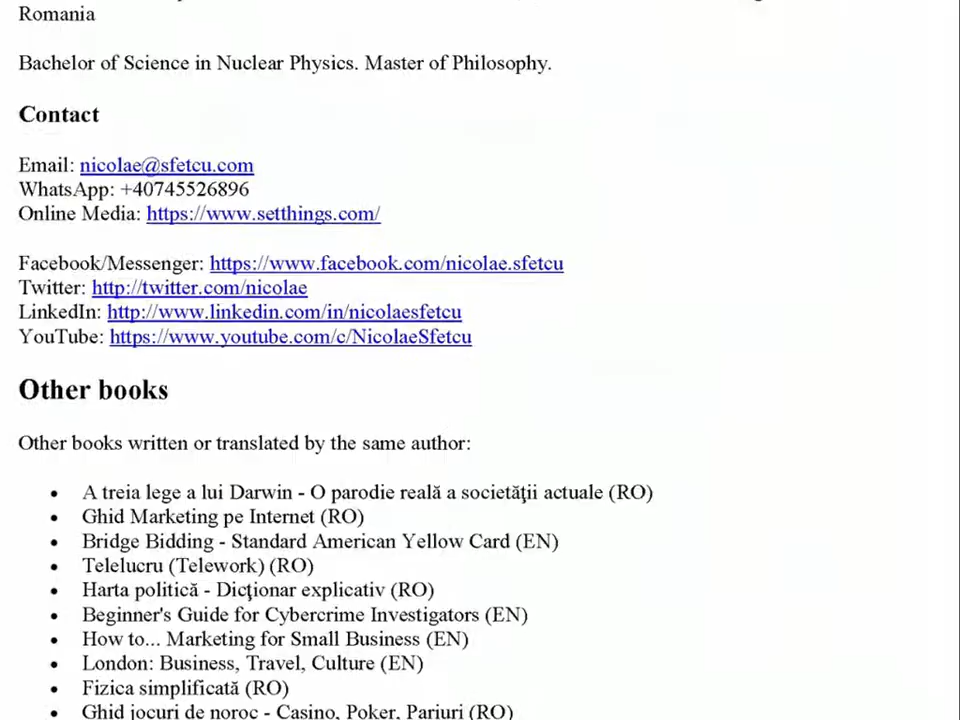 Romania
Bachelor of Science in Nuclear Physics. Master of Philosophy.
Contact
Email: nicolae@sfetcu.com
WhatsApp: +40745526896
Online Media: https://www.setthings.com/
Facebook/Messenger: https://www.facebook.com/nicolae.sfetcu
Twitter: http://twitter.com/nicolae
LinkedIn: http://www.linkedin.com/in/nicolaesfetcu
YouTube: https://www.youtube.com/c/NicolaeSfetcu
Other books
Other books written or translated by the same author:
• A treia lege a lui Darwin - O parodie reală a societăţii actuale (RO)
• Ghid Marketing pe Internet (RO)
• Bridge Bidding - Standard American Yellow Card (EN)
• Telelucru (Telework) (RO)
• Harta politică - Dicţionar explicativ (RO)
• Beginner's Guide for Cybercrime Investigators (EN)
• How to... Marketing for Small Business (EN)
• London: Business, Travel, Culture (EN)
• Fizica simplificată (RO)
• Ghid jocuri de noroc - Casino, Poker, Pariuri (RO)